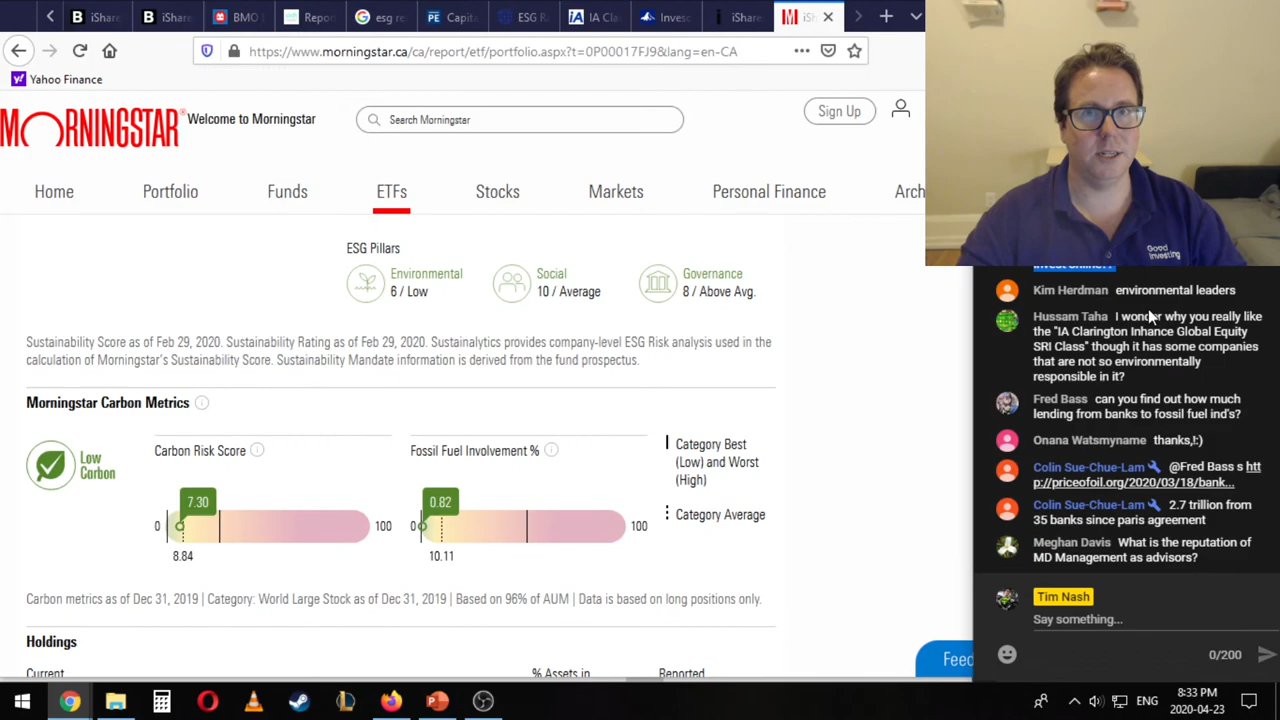 iShare
iShare
BMO
Report
esg re
PE Capita
ESG R
iA IA Cla
Invesc
iShare
https://www.morningstar.ca/ca/report/etf/portfolio.aspx?t=0P00017FJ9&lang=en-CA
Yahoo Finance
MORNINGSTAR® Welcome to Morningstar
Search Morningstar
Sign Up
Home Portfolio Funds ETFs Stocks Markets Personal Finance Arch
ESG Pillars
Environmental
6 / Low
Social
10 / Average
Governance
8 / Above Avg.
Sustainability Score as of Feb 29, 2020. Sustainability Rating as of Feb 29, 2020. Sustainalytics provides company-level ESG Risk analysis used in the
calculation of Morningstar's Sustainability Score. Sustainability Mandate information is derived from the fund prospectus.
Morningstar Carbon Metrics
Low
Carbon
Carbon Risk Score
7.30
0
100
8.84
Fossil Fuel Involvement %
0.82
0
100
10.11
Category Best
(Low) and Worst
(High)
Category Average
Carbon metrics as of Dec 31, 2019 | Category: World Large Stock as of Dec 31, 2019 | Based on 96% of AUM | Data is based on long positions only.
Holdings
Current
% Assets in
Reported
Feed
Good
Investing
invest online??
Kim Herdman environmental leaders
Hussam Taha I wonder why you really like
the "IA Clarington Inhance Global Equity
SRI Class" though it has some companies
that are not so environmentally
responsible in it?
Fred Bass can you find out how much
lending from banks to fossil fuel ind's?
Onana Watsmyname thanks,!:)
Colin Sue-Chue-Lam @Fred Bass s htt
p://priceofoil.org/2020/03/18/bank...
Colin Sue-Chue-Lam 2.7 trillion from
35 banks since paris agreement
Meghan Davis What is the reputation of
MD Management as advisors?
Tim Nash
Say something...
0/200
ENG
8:33 PM
2020-04-23